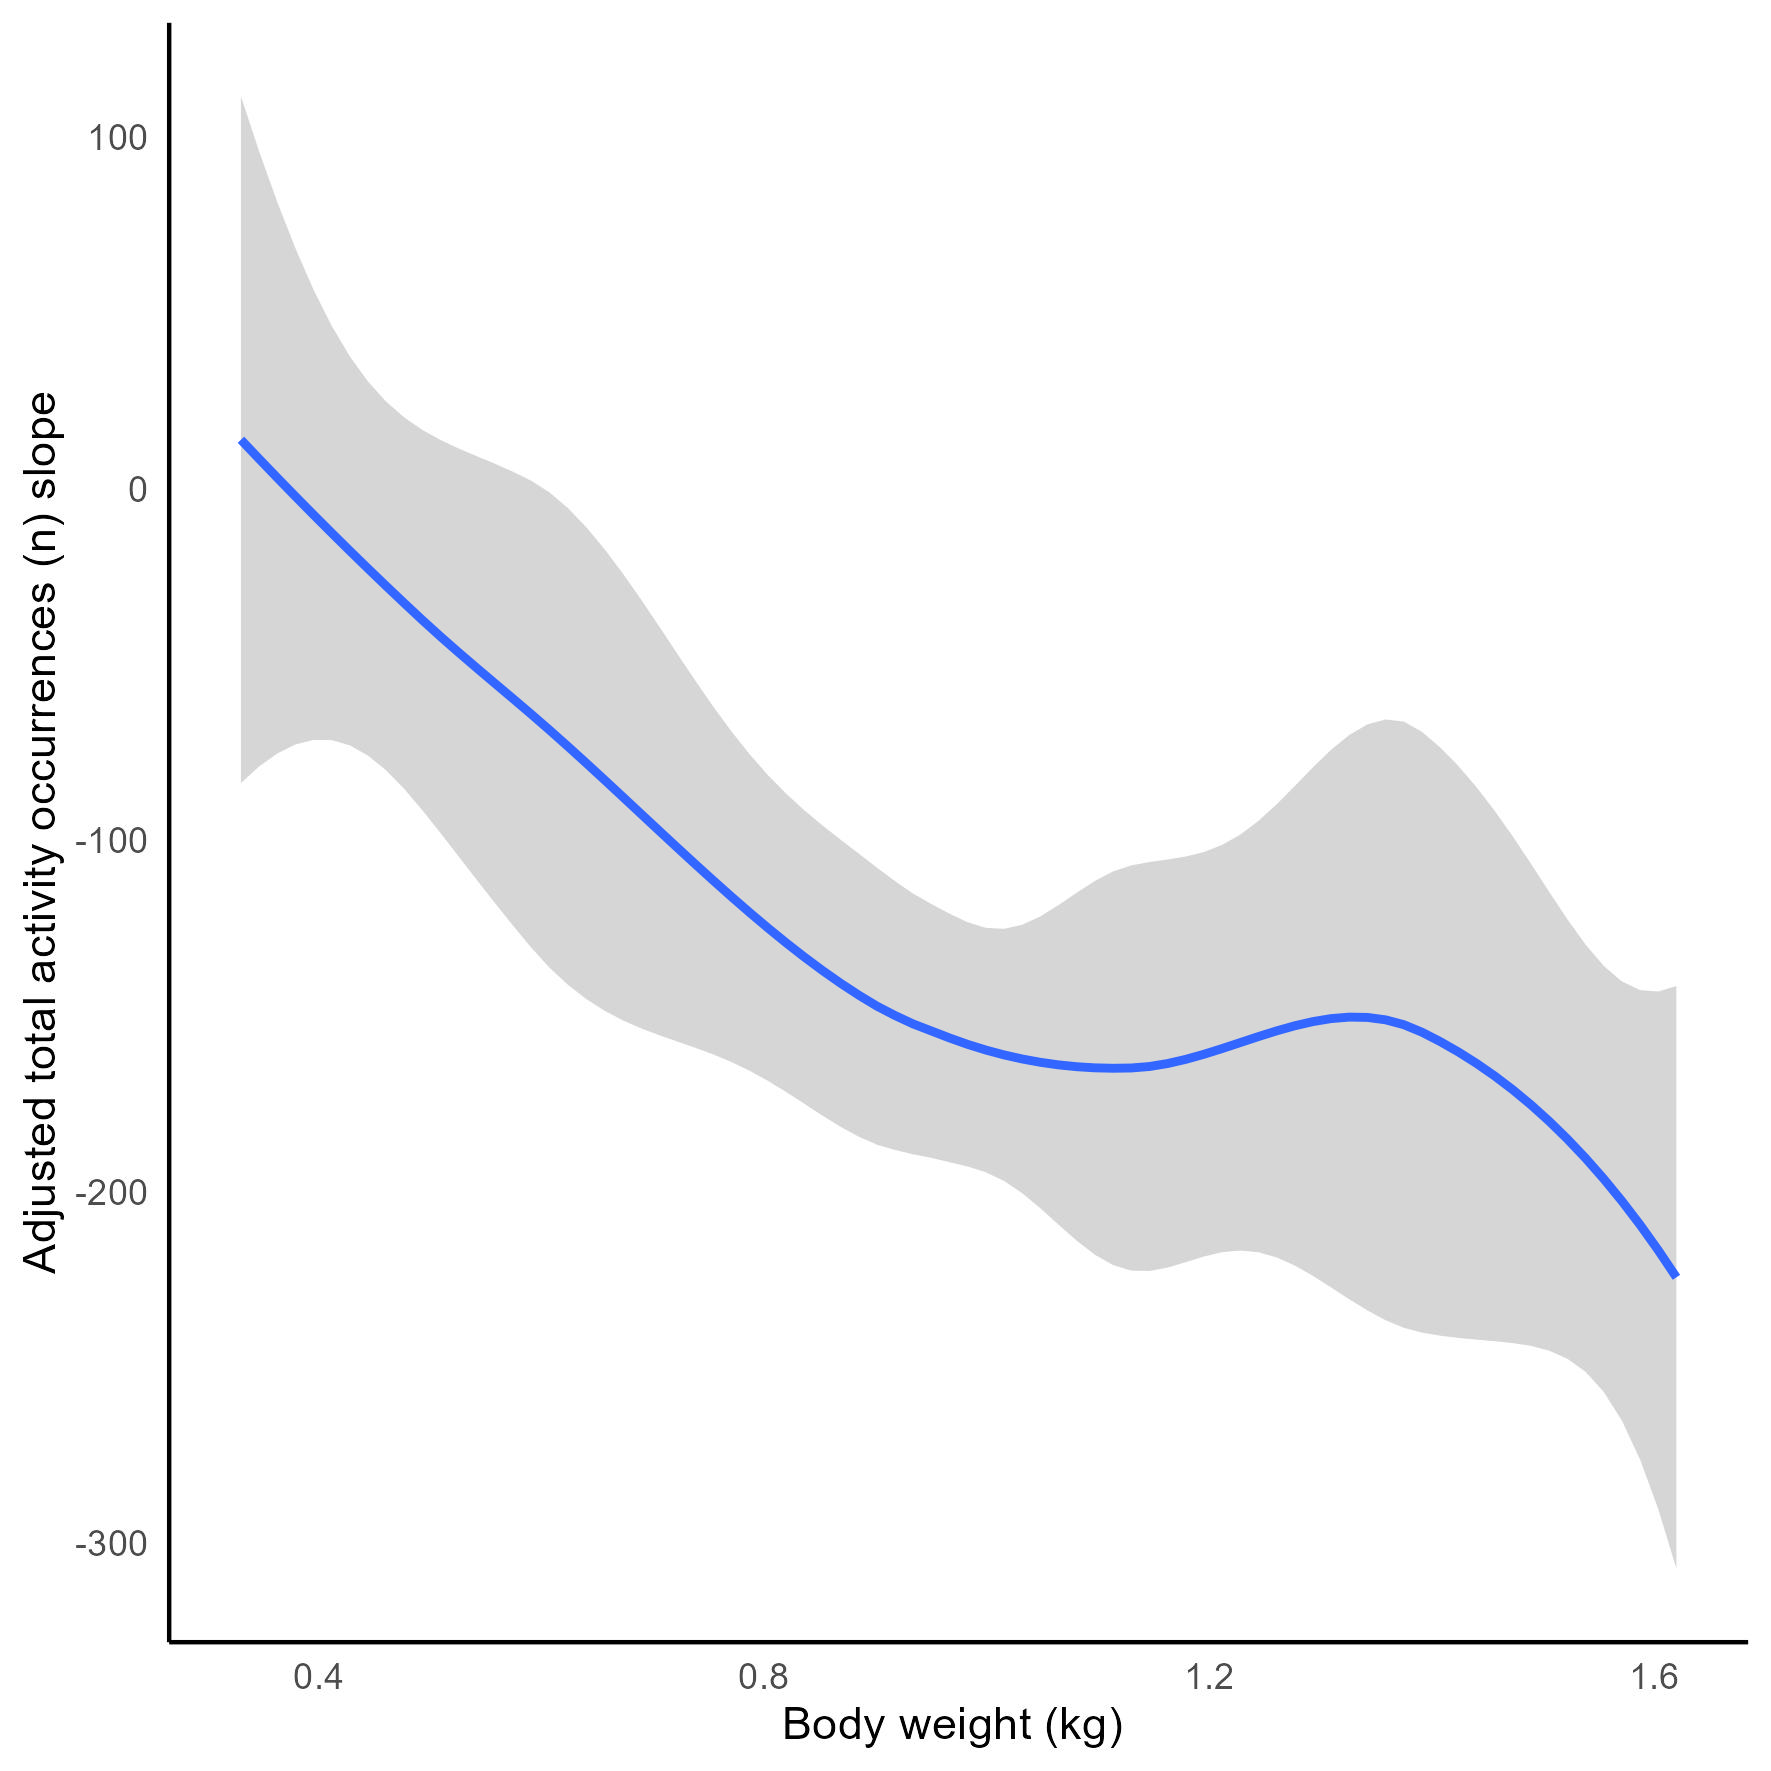 Adjusted total activity occurrences (n) slope
100
0
-100
-200
-300
0.4 0.8 1.2 1.6
Body weight (kg)